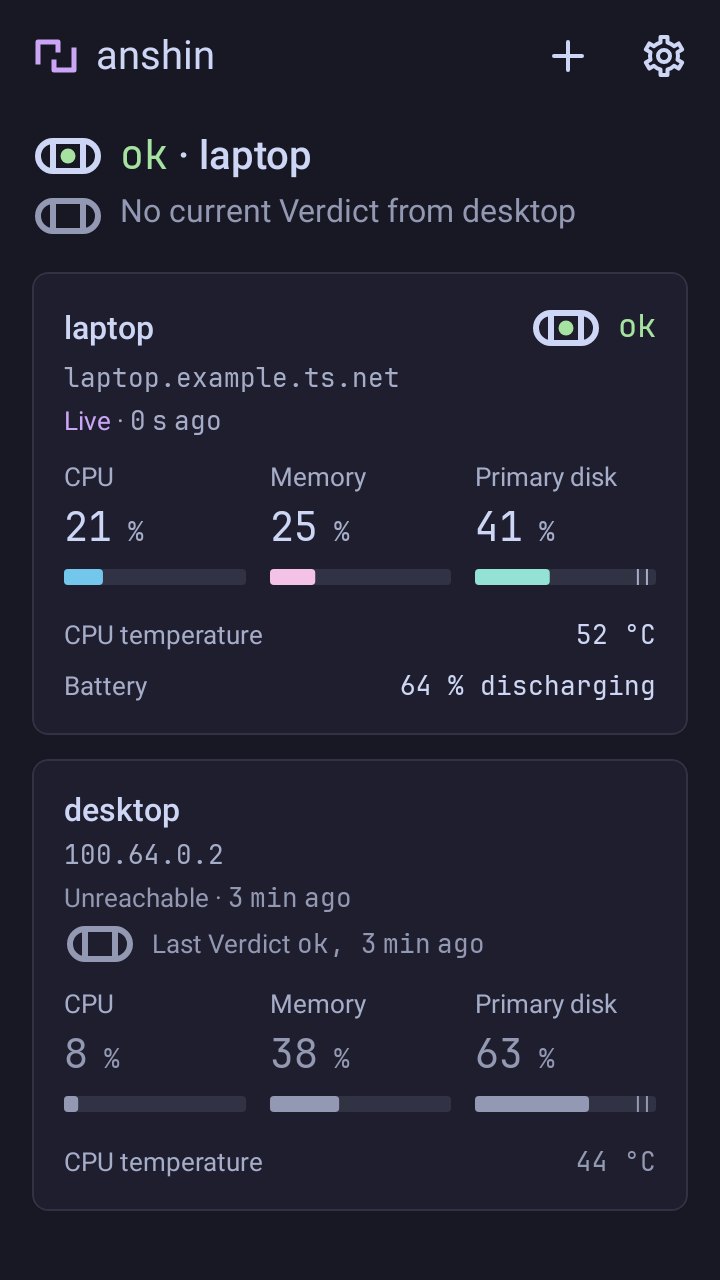 anshin
ok · laptop
No current Verdict from desktop
laptop
ok
laptop.example.ts.net
Live · 0 s ago
CPU Memory Primary disk
21 % 25 % 41 %
CPU temperature 52 °C
Battery 64 % discharging
desktop
100.64.0.2
Unreachable · 3 min ago
Last Verdict ok, 3 min ago
CPU Memory Primary disk
8 % 38 % 63 %
CPU temperature 44 °C